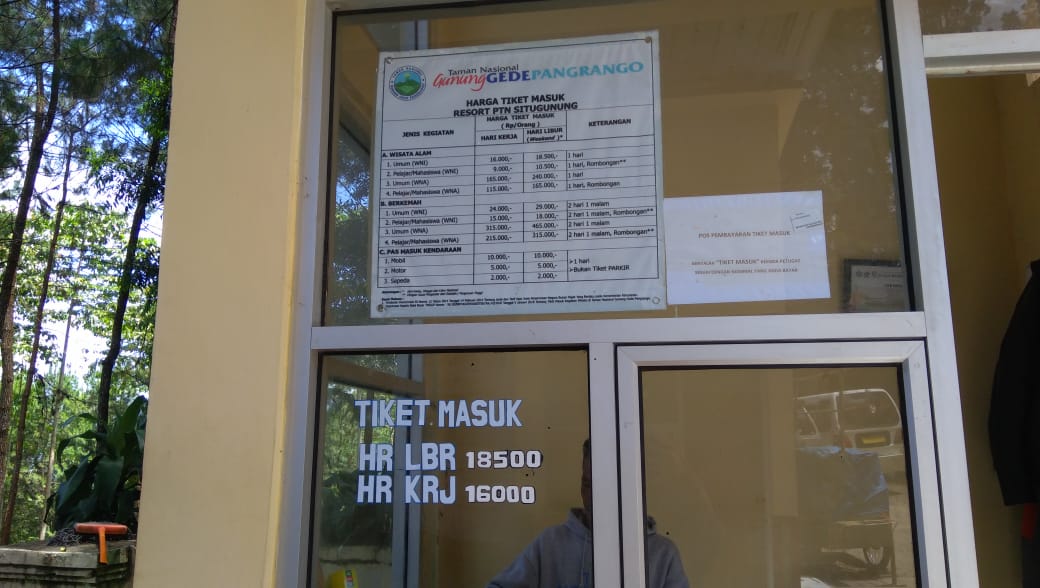 Taman Nasional
Gunung GEDE PANGRANGO
HARGA TIKET MASUK
RESORT PTN SITUGUNUNG
JENIS KEGIATAN HARGA TIKET MASUK (Rp/Orang) KETERANGAN
HARI KERJA HARI LIBUR (Weekend)*
A. WISATA ALAM
1. Umum (WNI) 16.000,- 18.500,- 1 hari
2. Pelajar/Mahasiswa (WNI) 9.000,- 10.500,- 1 hari, Rombongan**
3. Umum (WNA) 165.000,- 240.000,- 1 hari
4. Pelajar/Mahasiswa (WNA) 115.000,- 165.000,- 1 hari, Rombongan
B. BERKEMAH
1. Umum (WNI) 24.000,- 29.000,- 2 hari 1 malam
2. Pelajar/Mahasiswa (WNI) 15.000,- 18.000,- 2 hari 1 malam, Rombongan**
3. Umum (WNA) 315.000,- 465.000,- 2 hari 1 malam
4. Pelajar/Mahasiswa (WNA) 215.000,- 315.000,- 2 hari 1 malam, Rombongan**
C. PAS MASUK KENDARAAN
1. Mobil 10.000,- 10.000,- >1 hari
2. Motor 5.000,- 5.000,- >Bukan Tiket PARKIR
3. Sepeda 2.000,- 2.000,-
POS PEMBAYARAN TIKET MASUK
"TIKET MASUK" KEPADA PETUGAS
YANG ANDA BAYAR
TIKET MASUK
HR LBR 18500
HR KRJ 16000